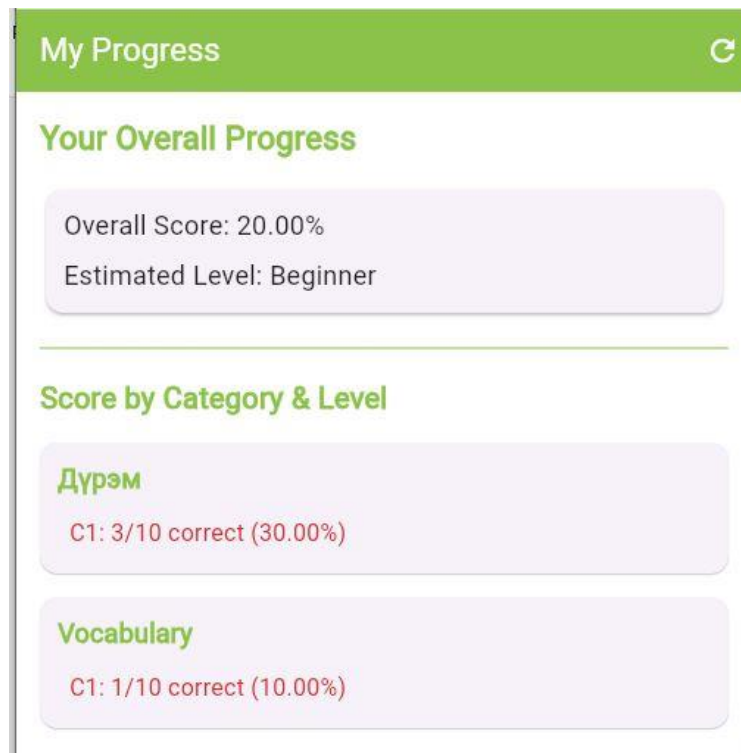 My Progress
Your Overall Progress
Overall Score: 20.00%
Estimated Level: Beginner
Score by Category & Level
Дүрэм
C1: 3/10 correct (30.00%)
Vocabulary
C1: 1/10 correct (10.00%)